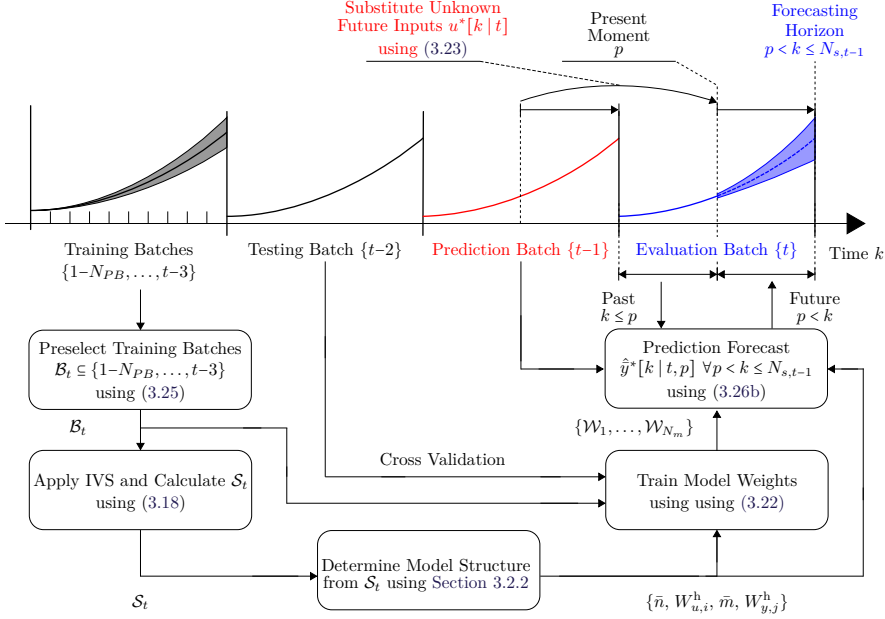 Substitute Unknown
Future Inputs u*[k | t]
using (3.23)
Present
Moment
p
Forecasting
Horizon
p < k ≤ N_{s,t−1}
Training Batches
{1−N_{PB}, . . . , t−3}
Testing Batch {t−2}
Prediction Batch {t−1}
Evaluation Batch {t}
Time k
Past
k ≤ p
Future
p < k
Preselect Training Batches
ℬ_t ⊆ {1−N_{PB}, . . . , t−3}
using (3.25)
Prediction Forecast
ŷ̄*[k | t, p] ∀p < k ≤ N_{s,t−1}
using (3.26b)
ℬ_t
{𝒲_1, . . . , 𝒲_{N_m}}
Cross Validation
Apply IVS and Calculate 𝒮_t
using (3.18)
Train Model Weights
using using (3.22)
Determine Model Structure
from 𝒮_t using Section 3.2.2
𝒮_t
{n̄, W^h_{u,i}, m̄, W^h_{y,j}}